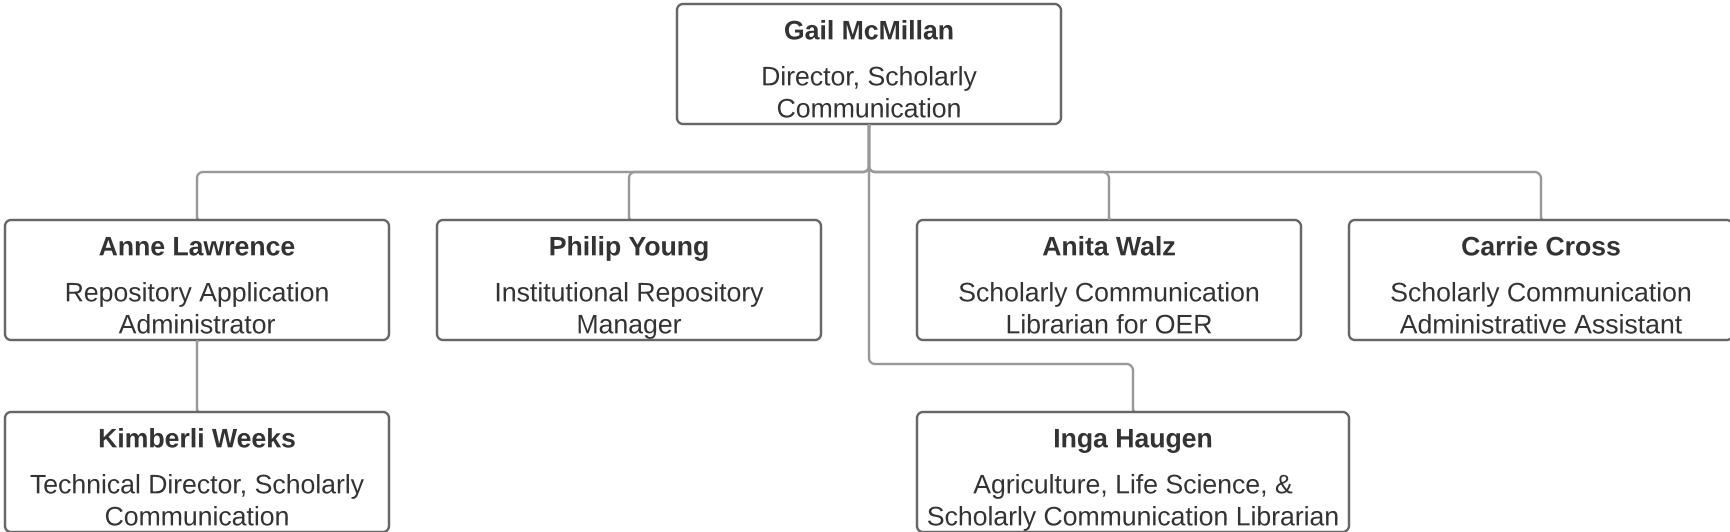 Gail McMillan
Director, Scholarly
Communication
Anne Lawrence
Repository Application
Administrator
Philip Young
Institutional Repository
Manager
Anita Walz
Scholarly Communication
Librarian for OER
Carrie Cross
Scholarly Communication
Administrative Assistant
Kimberli Weeks
Technical Director, Scholarly
Communication
Inga Haugen
Agriculture, Life Science, &
Scholarly Communication Librarian